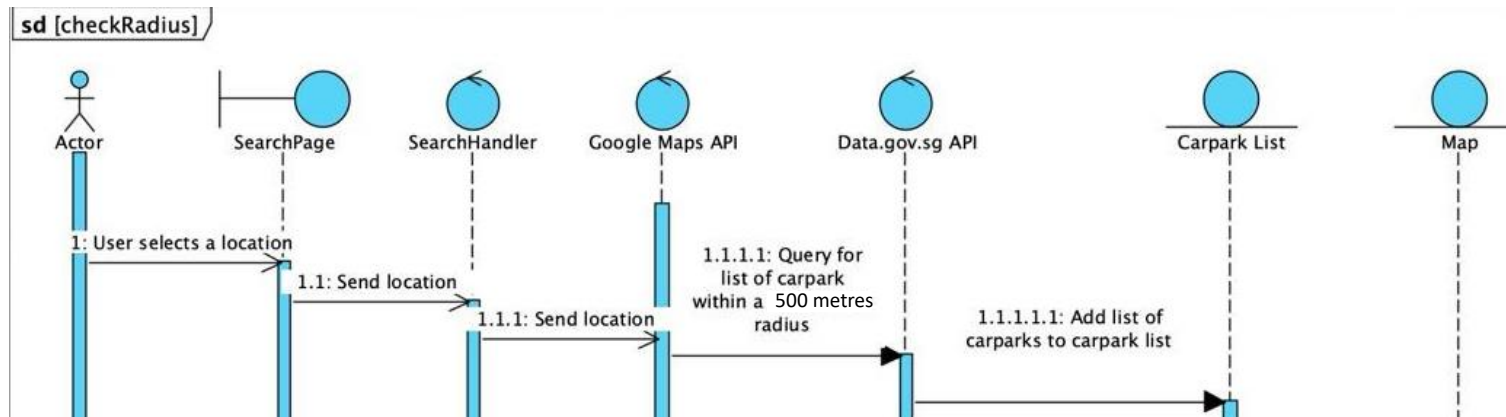 sd [checkRadius]
Actor
SearchPage
SearchHandler
Google Maps API
Data.gov.sg API
Carpark List
Map
1: User selects a location
1.1: Send location
1.1.1: Send location
1.1.1.1: Query for
list of carpark
within a 500 metres
radius
1.1.1.1.1: Add list of
carparks to carpark list